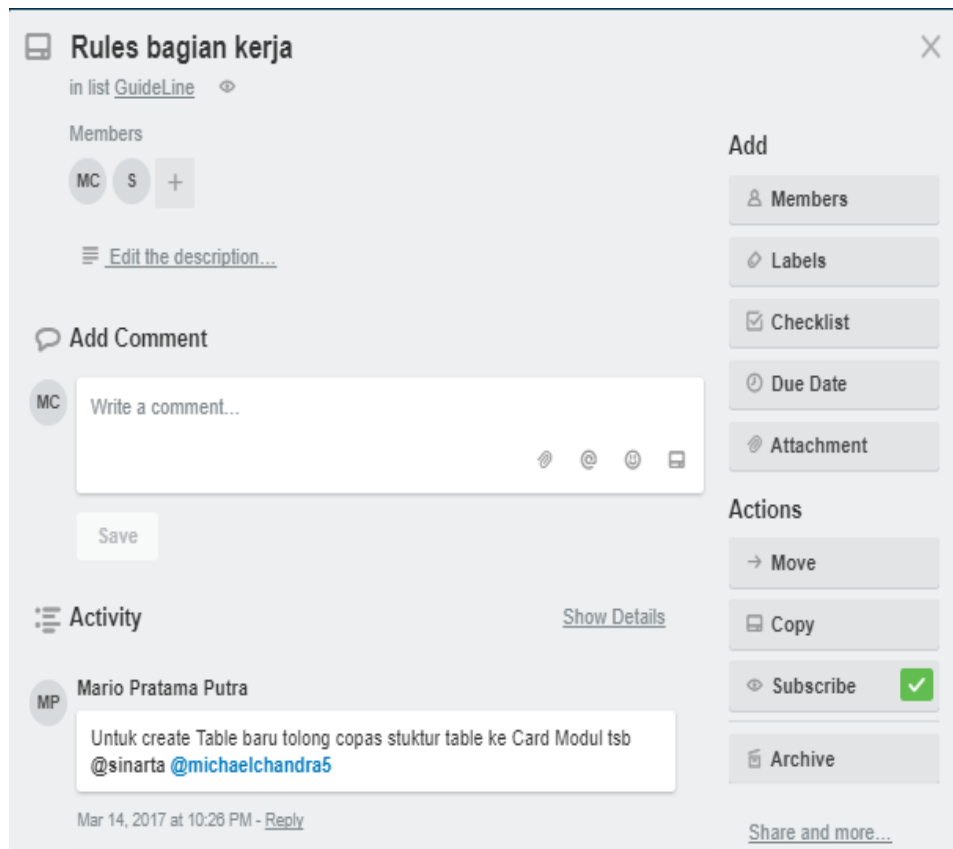 Rules bagian kerja
in list GuideLine
Members
MC S +
Edit the description...
Add Comment
MC
Write a comment...
Save
Activity
Show Details
MP
Mario Pratama Putra
Untuk create Table baru tolong copas stuktur table ke Card Modul tsb
@sinarta @michaelchandra5
Mar 14, 2017 at 10:26 PM - Reply
Add
Members
Labels
Checklist
Due Date
Attachment
Actions
Move
Copy
Subscribe
Archive
Share and more...